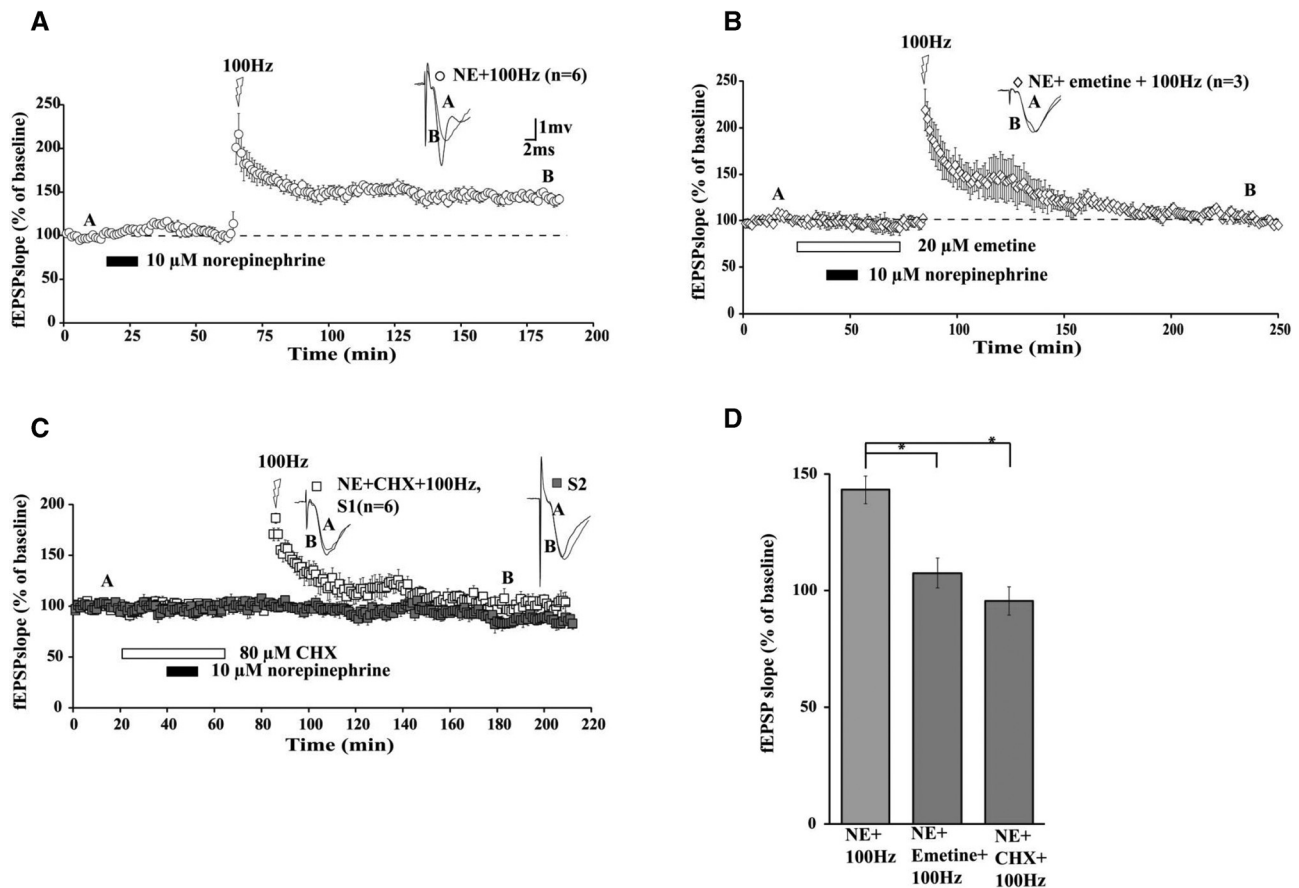 A
100Hz
NE+100Hz (n=6)
A
B
1mv
2ms
B
A
10 µM norepinephrine
fEPSPslope (% of baseline)
250
200
150
100
50
0
0 25 50 75 100 125 150 175 200
Time (min)
B
100Hz
NE+ emetine + 100Hz (n=3)
A
B
A
B
20 µM emetine
10 µM norepinephrine
fEPSPslope (% of baseline)
250
200
150
100
50
0
0 50 100 150 200 250
Time (min)
C
100Hz
NE+CHX+100Hz,
S1(n=6)
A
B
S2
A
B
A
B
80 µM CHX
10 µM norepinephrine
fEPSPslope (% of baseline)
200
150
100
50
0
0 20 40 60 80 100 120 140 160 180 200 220
Time (min)
D
*
*
fEPSP slope (% of baseline)
150
100
50
0
NE+
100Hz
NE+
Emetine+
100Hz
NE+
CHX+
100Hz